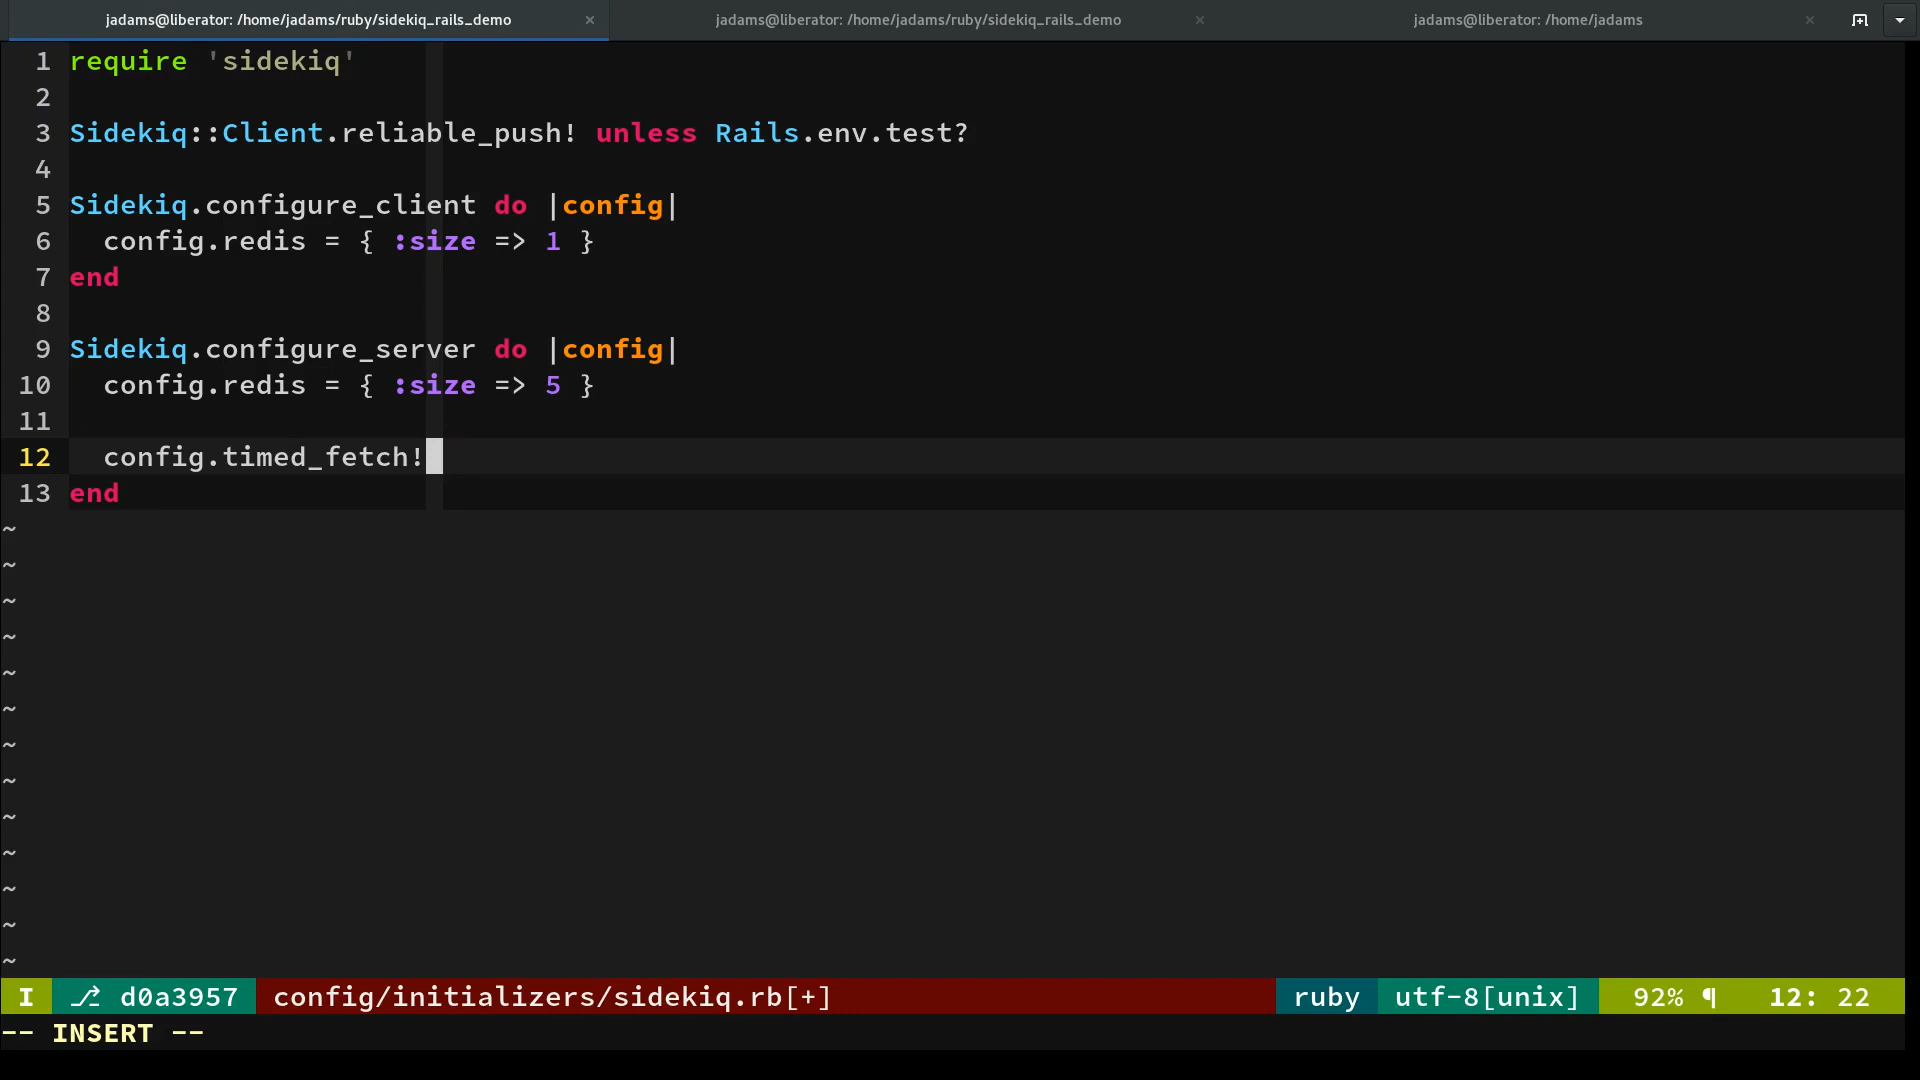 jadams@liberator: /home/jadams/ruby/sidekiq_rails_demo × jadams@liberator: /home/jadams/ruby/sidekiq_rails_demo × jadams@liberator: /home/jadams ×
1 require 'sidekiq'
2
3 Sidekiq::Client.reliable_push! unless Rails.env.test?
4
5 Sidekiq.configure_client do |config|
6   config.redis = { :size => 1 }
7 end
8
9 Sidekiq.configure_server do |config|
10   config.redis = { :size => 5 }
11
12   config.timed_fetch!
13 end
~
~
~
~
~
~
~
~
~
~
~
~
~
I ⎇ d0a3957 config/initializers/sidekiq.rb[+] ruby utf-8[unix] 92% ¶ 12: 22
-- INSERT --